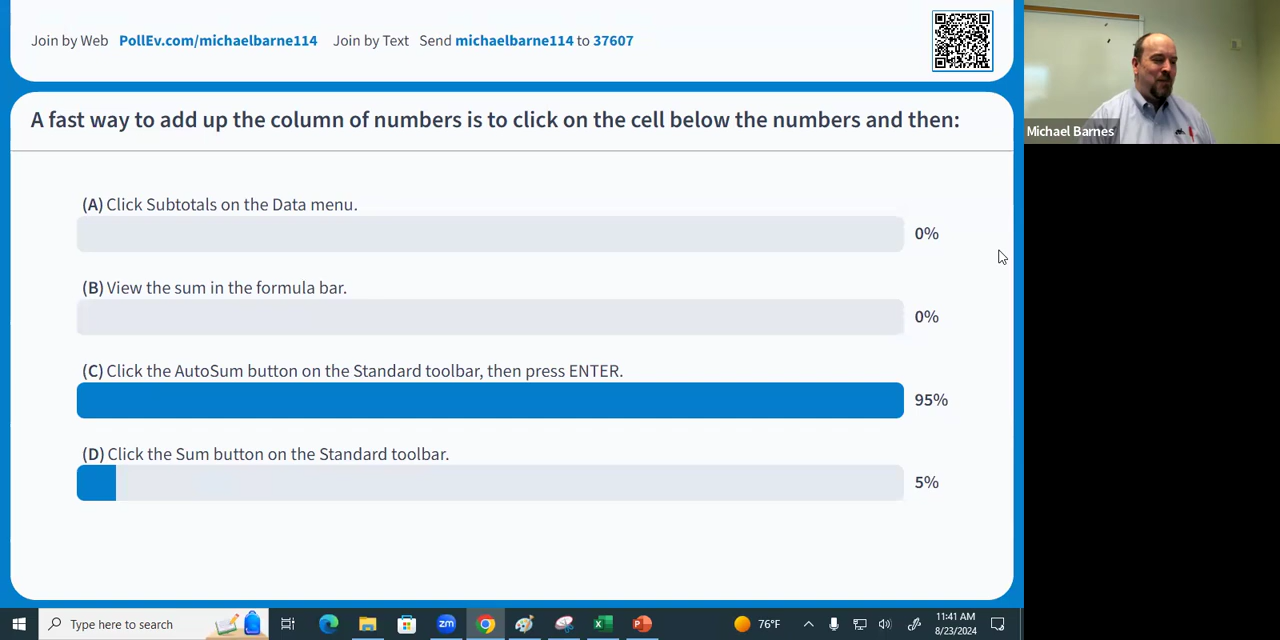 Join by Web PollEv.com/michaelbarne114 Join by Text Send michaelbarne114 to 37607
A fast way to add up the column of numbers is to click on the cell below the numbers and then:
Michael Barnes
(A) Click Subtotals on the Data menu.
0%
(B) View the sum in the formula bar.
0%
(C) Click the AutoSum button on the Standard toolbar, then press ENTER.
95%
(D) Click the Sum button on the Standard toolbar.
5%
Type here to search
zm
76°F
11:41 AM
8/23/2024